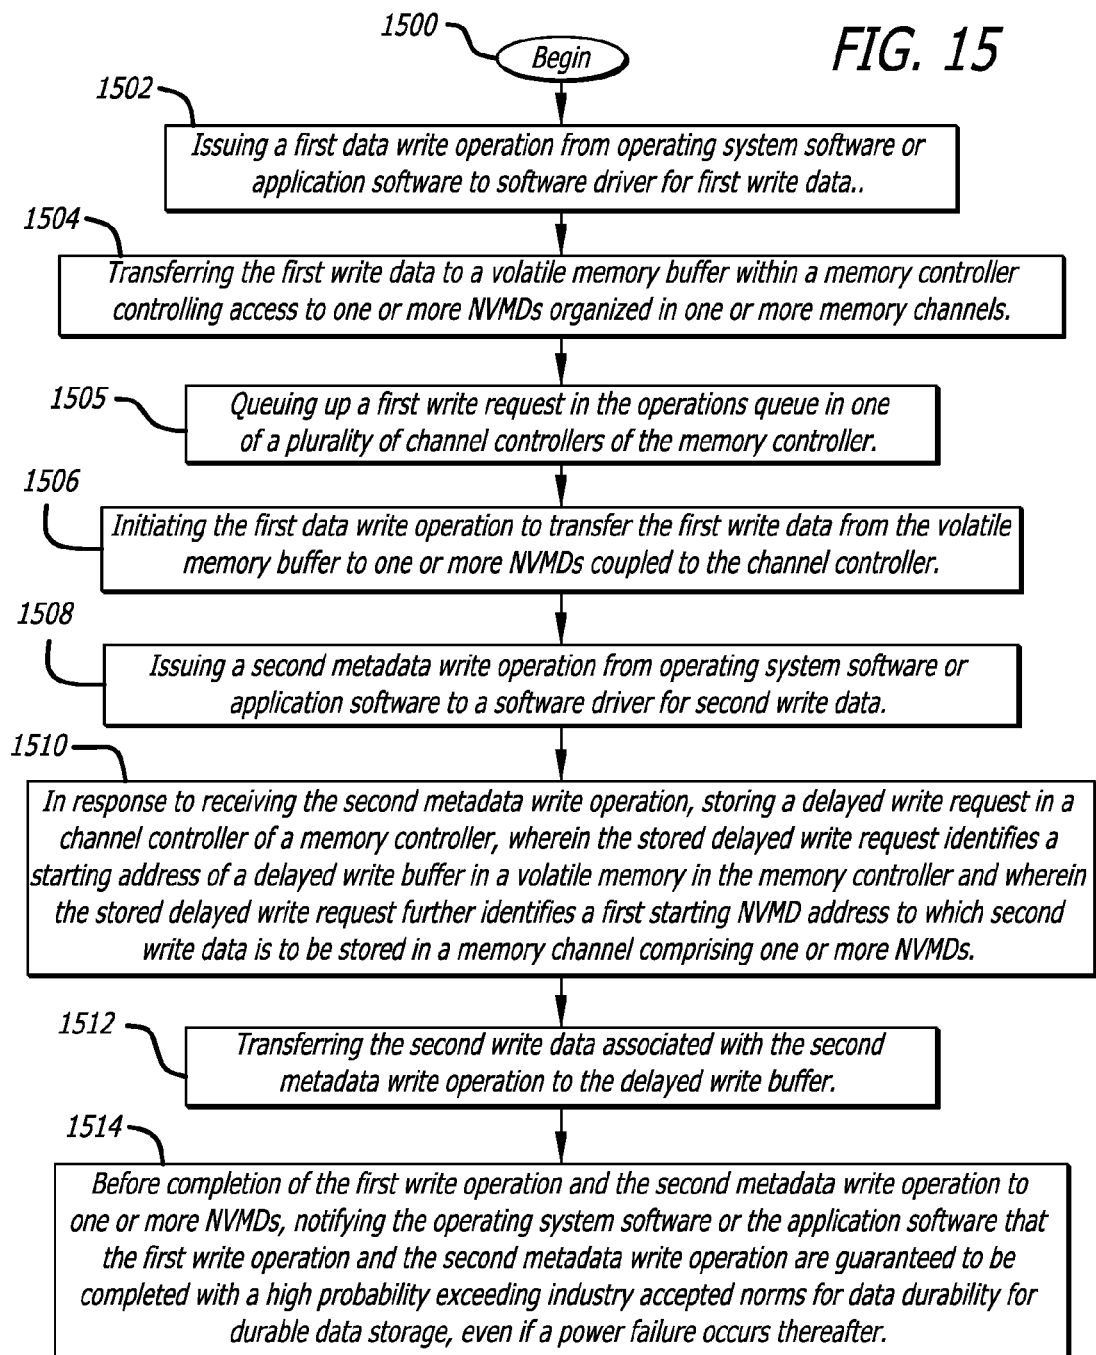 1500
Begin
FIG. 15
1502
Issuing a first data write operation from operating system software or
application software to software driver for first write data..
1504
Transferring the first write data to a volatile memory buffer within a memory controller
controlling access to one or more NVMDs organized in one or more memory channels.
1505
Queuing up a first write request in the operations queue in one
of a plurality of channel controllers of the memory controller.
1506
Initiating the first data write operation to transfer the first write data from the volatile
memory buffer to one or more NVMDs coupled to the channel controller.
1508
Issuing a second metadata write operation from operating system software or
application software to a software driver for second write data.
1510
In response to receiving the second metadata write operation, storing a delayed write request in a
channel controller of a memory controller, wherein the stored delayed write request identifies a
starting address of a delayed write buffer in a volatile memory in the memory controller and wherein
the stored delayed write request further identifies a first starting NVMD address to which second
write data is to be stored in a memory channel comprising one or more NVMDs.
1512
Transferring the second write data associated with the second
metadata write operation to the delayed write buffer.
1514
Before completion of the first write operation and the second metadata write operation to
one or more NVMDs, notifying the operating system software or the application software that
the first write operation and the second metadata write operation are guaranteed to be
completed with a high probability exceeding industry accepted norms for data durability for
durable data storage, even if a power failure occurs thereafter.